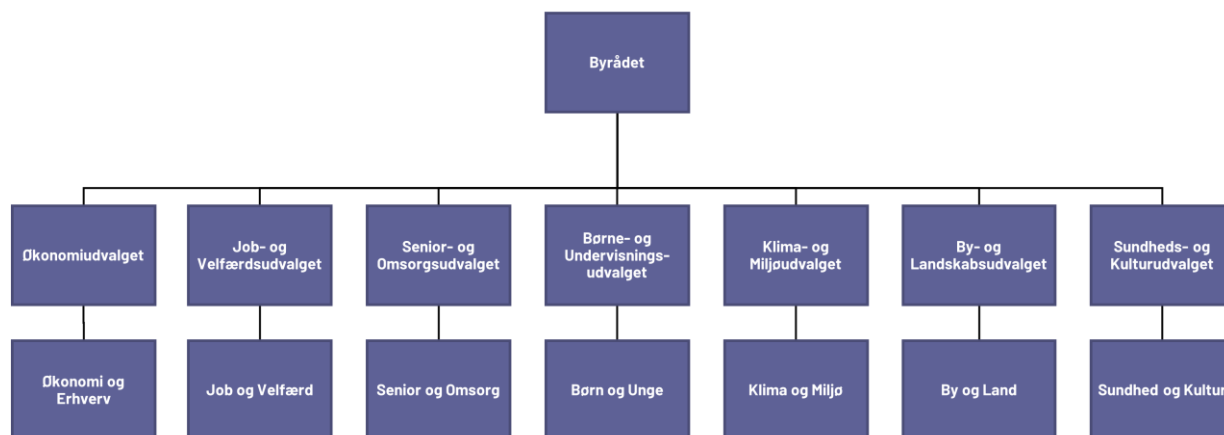 Byrådet
Økonomiudvalget
Job- og
Velfærdsudvalget
Senior- og
Omsorgsudvalget
Børne- og
Undervisnings-
udvalget
Klima- og
Miljøudvalget
By- og
Landskabsudvalget
Sundheds- og
Kulturudvalget
Økonomi og
Erhverv
Job og Velfærd
Senior og Omsorg
Børn og Unge
Klima og Miljø
By og Land
Sundhed og Kultur